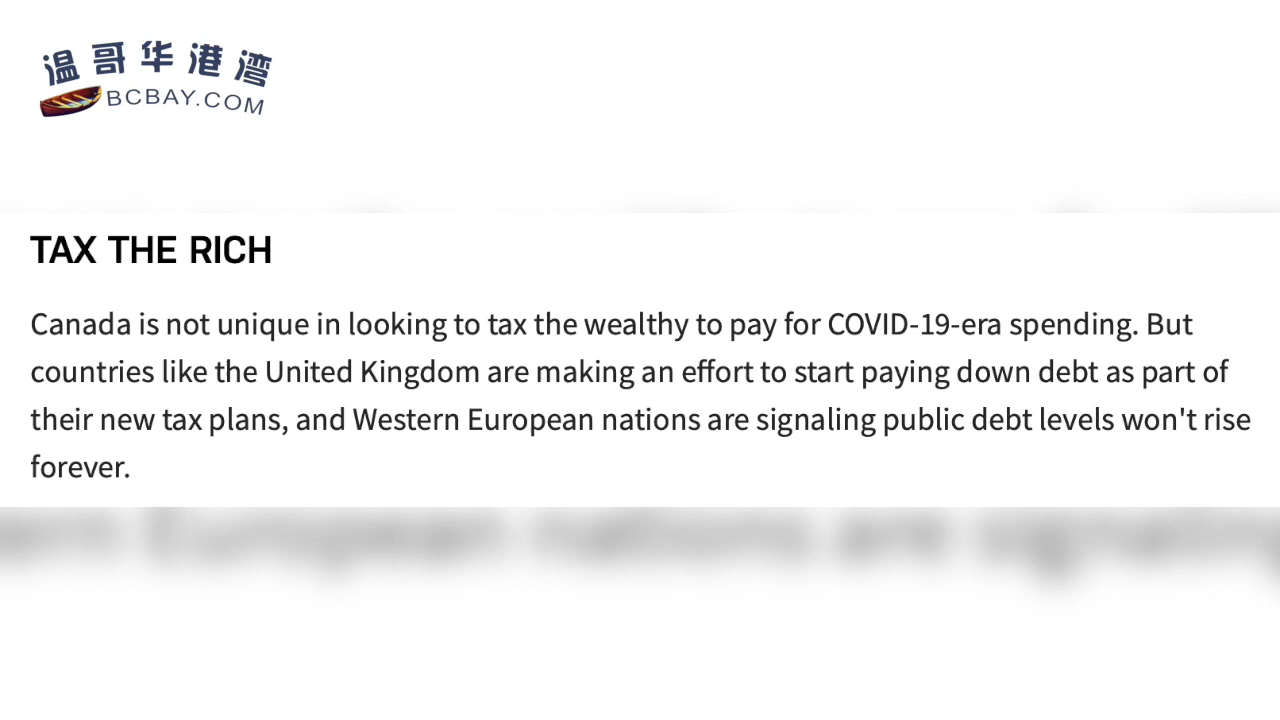 温哥华港湾
BCBAY.COM
TAX THE RICH
Canada is not unique in looking to tax the wealthy to pay for COVID-19-era spending. But
countries like the United Kingdom are making an effort to start paying down debt as part of
their new tax plans, and Western European nations are signaling public debt levels won't rise
forever.